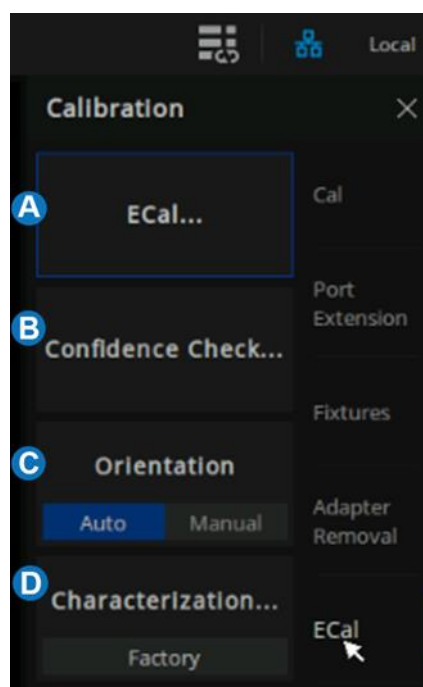 Local
Calibration
A
ECal...
Cal
B
Confidence Check...
Port
Extension
C
Orientation
Auto Manual
Fixtures
Adapter
Removal
D
Characterization...
Factory
ECal